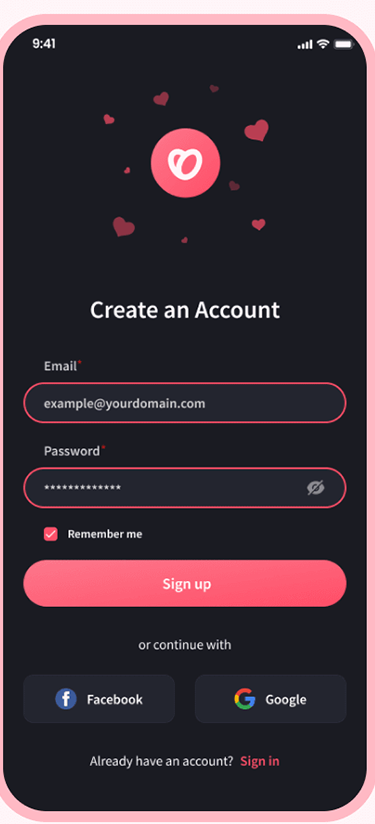 9:41
Create an Account
Email*
example@yourdomain.com
Password*
*************
Remember me
Sign up
or continue with
Facebook
Google
Already have an account? Sign in